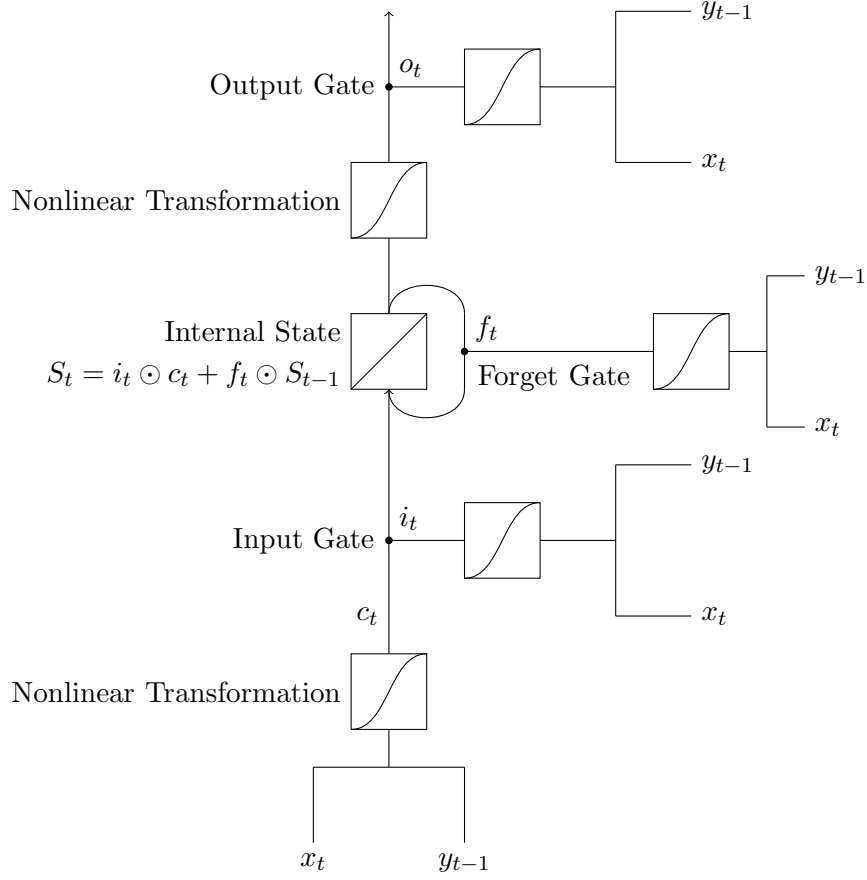 y_{t−1}
o_t
Output Gate
x_t
Nonlinear Transformation
y_{t−1}
Internal State
f_t
S_t = i_t ⊙ c_t + f_t ⊙ S_{t−1}
Forget Gate
x_t
y_{t−1}
i_t
Input Gate
c_t
x_t
Nonlinear Transformation
x_t
y_{t−1}